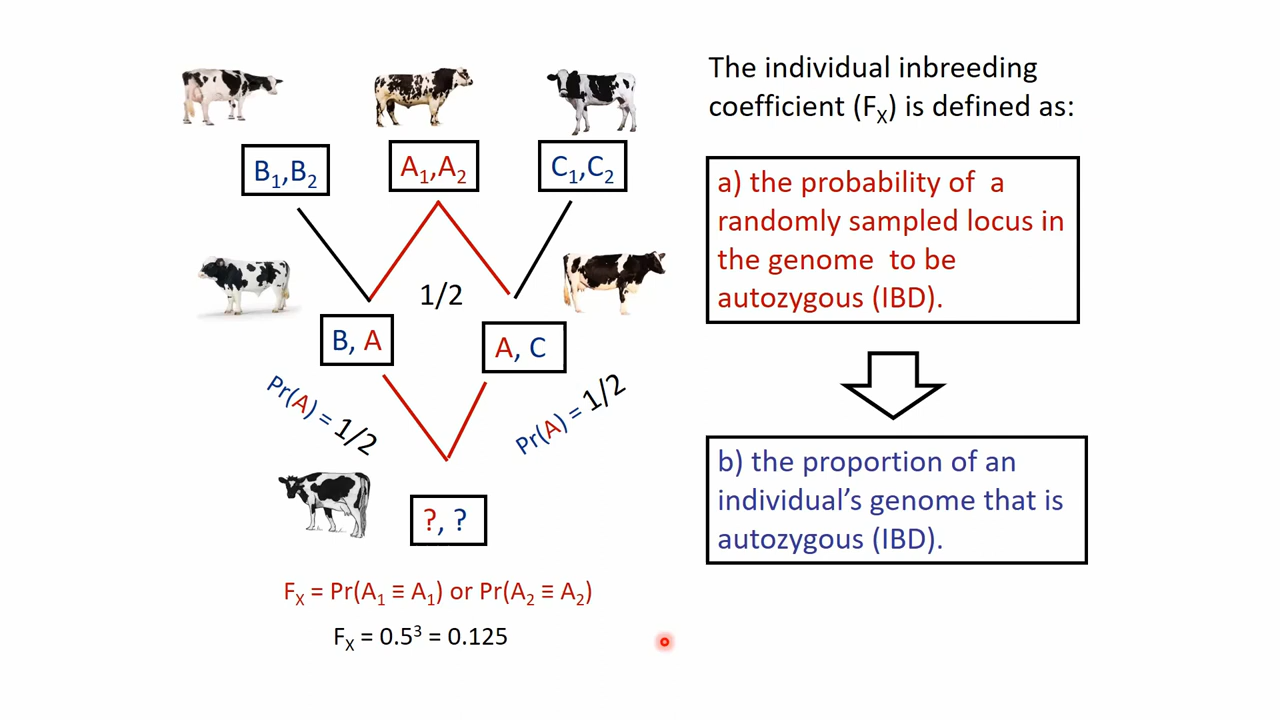 The individual inbreeding
coefficient (Fₓ) is defined as:
B₁,B₂
A₁,A₂
C₁,C₂
a) the probability of a
randomly sampled locus in
the genome to be
autozygous (IBD).
1/2
B, A
A, C
Pr(A) = 1/2
Pr(A) = 1/2
b) the proportion of an
individual’s genome that is
autozygous (IBD).
?, ?
Fₓ = Pr(A₁ ≡ A₁) or Pr(A₂ ≡ A₂)
Fₓ = 0.5³ = 0.125